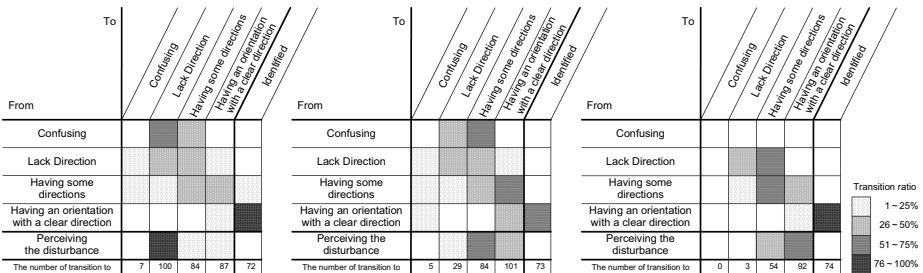 To
Confusing
Lack Direction
Having some directions
Having an orientation
with a clear direction
Identified
From
Confusing
Lack Direction
Having some
directions
Having an orientation
with a clear direction
Perceiving
the disturbance
The number of transition to 7 100 84 87 72
To
Confusing
Lack Direction
Having some directions
Having an orientation
with a clear direction
Identified
From
Confusing
Lack Direction
Having some
directions
Having an orientation
with a clear direction
Perceiving the
disturbance
The number of transition to 5 29 84 101 73
To
Confusing
Lack Direction
Having some directions
Having an orientation
with a clear direction
Identified
From
Confusing
Lack Direction
Having some
directions
Having an orientation
with a clear direction
Perceiving the
disturbance
The number of transition to 0 3 54 92 74
Transition ratio
1~25%
26~50%
51~75%
76~100%